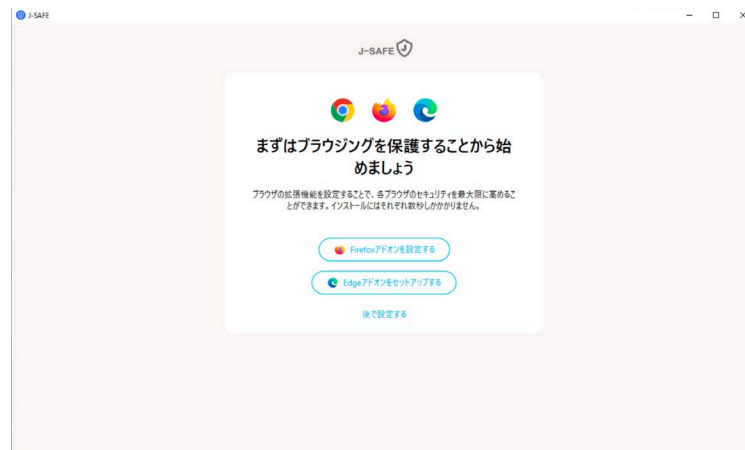 J-SAFE
J-SAFE
まずはブラウジングを保護することから始
めましょう
ブラウザの拡張機能を設定することで、各ブラウザのセキュリティを最大限に高めるこ
とができます。インストールにはそれぞれ数秒しかかかりません。
Firefoxアドオンを設定する
Edgeアドオンをセットアップする
後で設定する